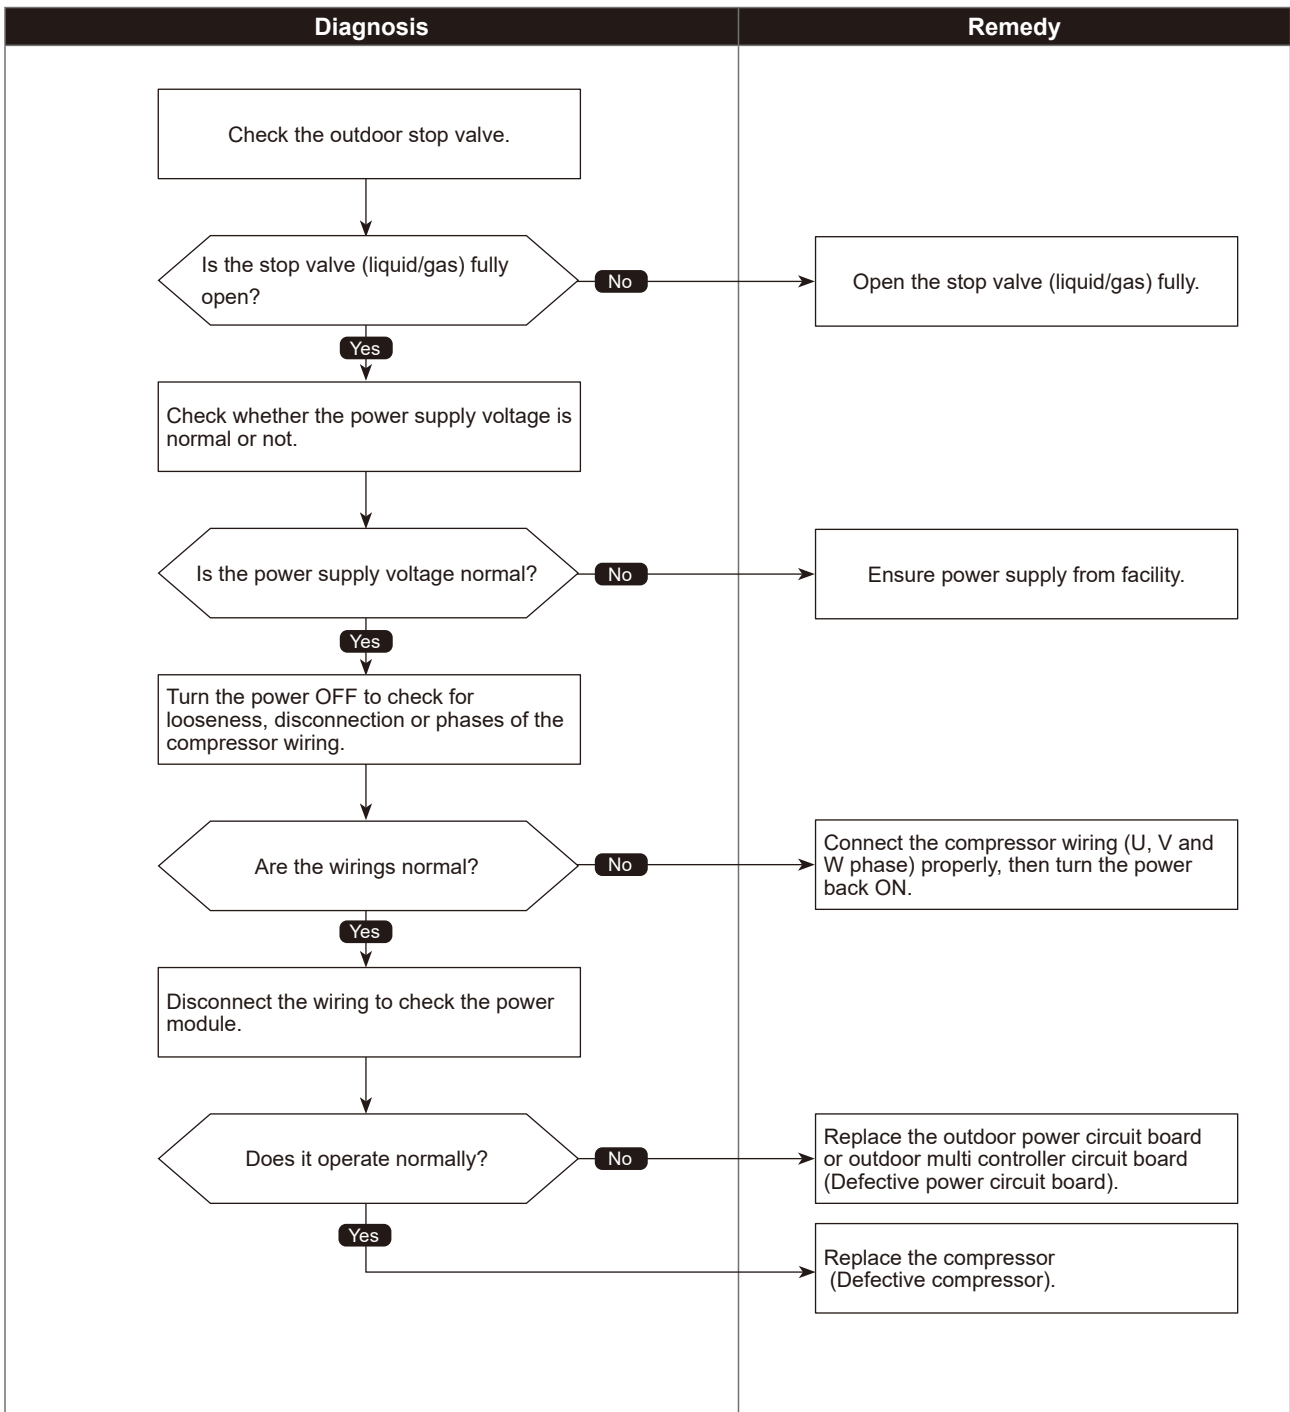 Diagnosis
Remedy
Check the outdoor stop valve.
Is the stop valve (liquid/gas) fully
open?
No
Open the stop valve (liquid/gas) fully.
Yes
Check whether the power supply voltage is
normal or not.
Is the power supply voltage normal?
No
Ensure power supply from facility.
Yes
Turn the power OFF to check for
looseness, disconnection or phases of the
compressor wiring.
Are the wirings normal?
No
Connect the compressor wiring (U, V and
W phase) properly, then turn the power
back ON.
Yes
Disconnect the wiring to check the power
module.
Does it operate normally?
No
Replace the outdoor power circuit board
or outdoor multi controller circuit board
(Defective power circuit board).
Yes
Replace the compressor
(Defective compressor).